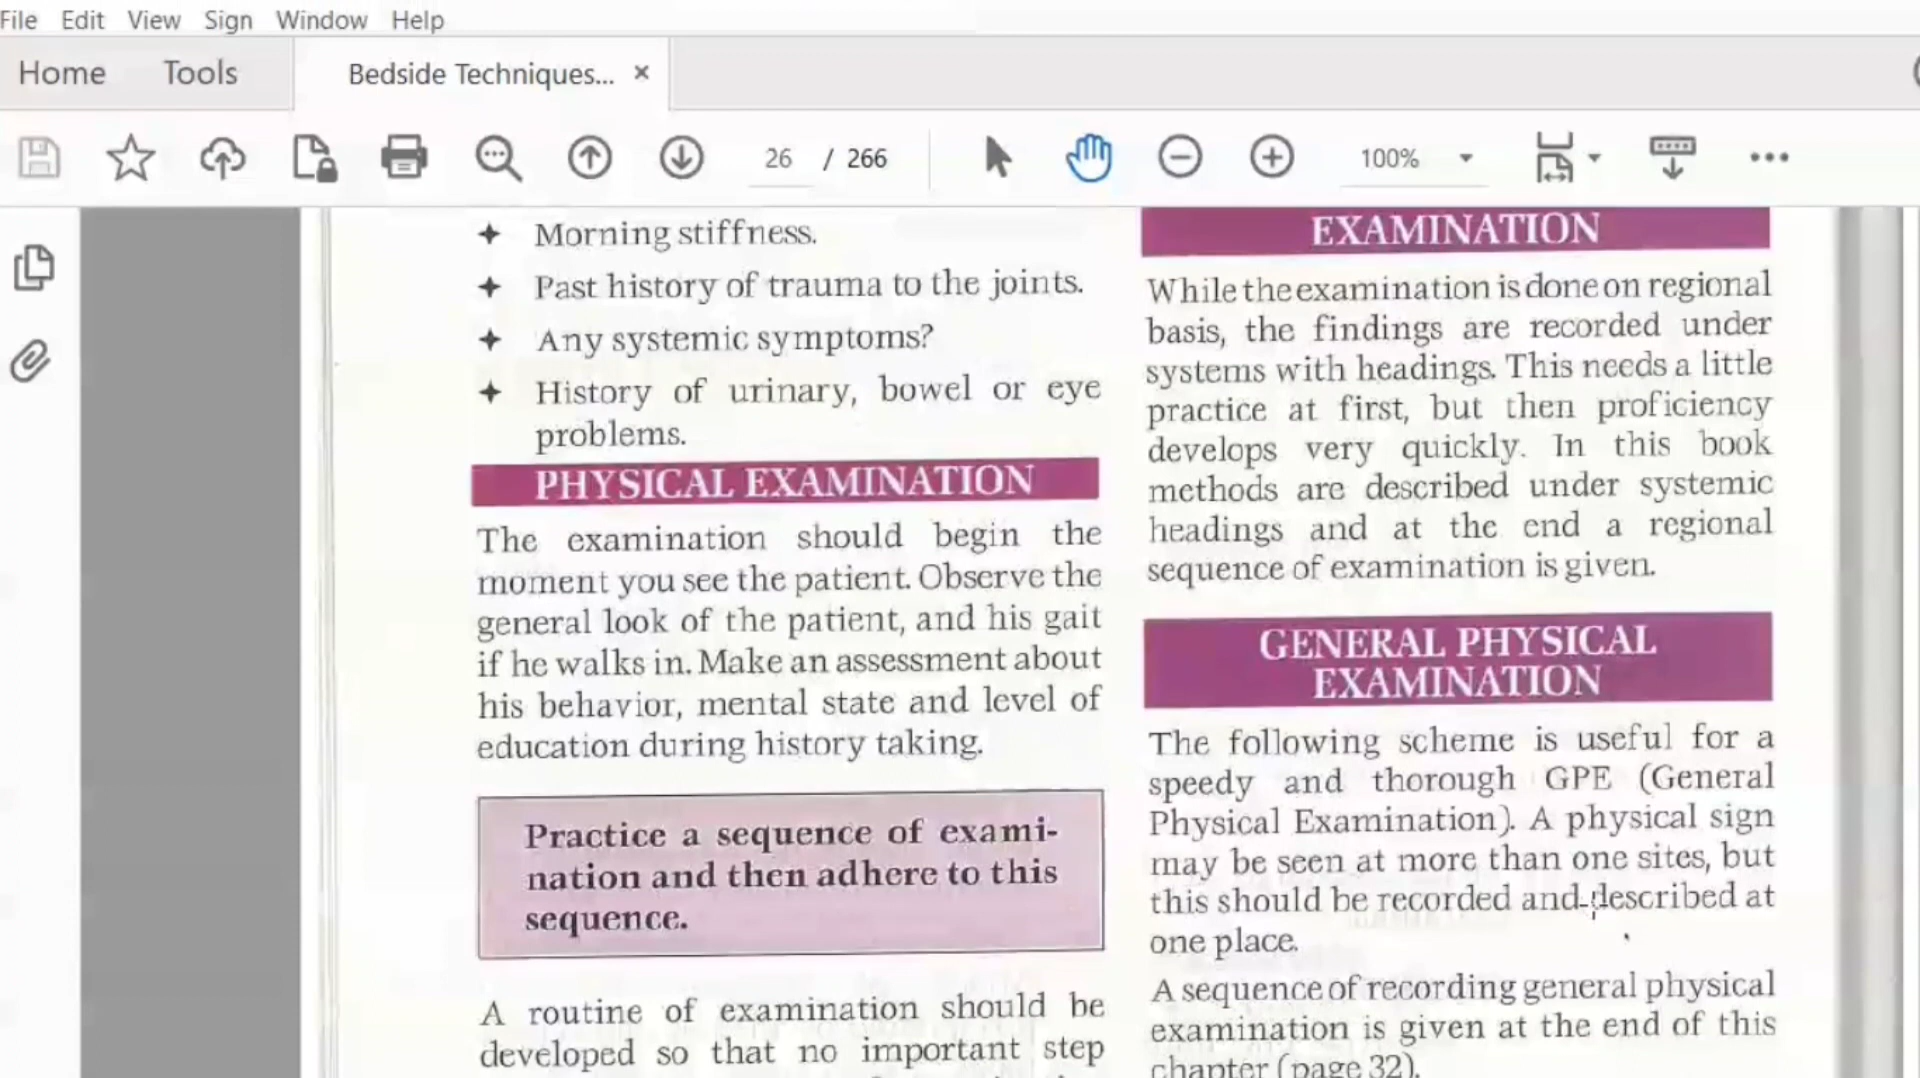 File Edit View Sign Window Help
Home Tools Bedside Techniques... ×
26 / 266 100%
Morning stiffness.
Past history of trauma to the joints.
Any systemic symptoms?
History of urinary, bowel or eye
problems.
PHYSICAL EXAMINATION
The examination should begin the
moment you see the patient. Observe the
general look of the patient, and his gait
if he walks in. Make an assessment about
his behavior, mental state and level of
education during history taking.
Practice a sequence of exami-
nation and then adhere to this
sequence.
A routine of examination should be
developed so that no important step
EXAMINATION
While the examination is done on regional
basis, the findings are recorded under
systems with headings. This needs a little
practice at first, but then proficiency
develops very quickly. In this book
methods are described under systemic
headings and at the end a regional
sequence of examination is given.
GENERAL PHYSICAL
EXAMINATION
The following scheme is useful for a
speedy and thorough GPE (General
Physical Examination). A physical sign
may be seen at more than one sites, but
this should be recorded and described at
one place.
A sequence of recording general physical
examination is given at the end of this
chapter (page 32).